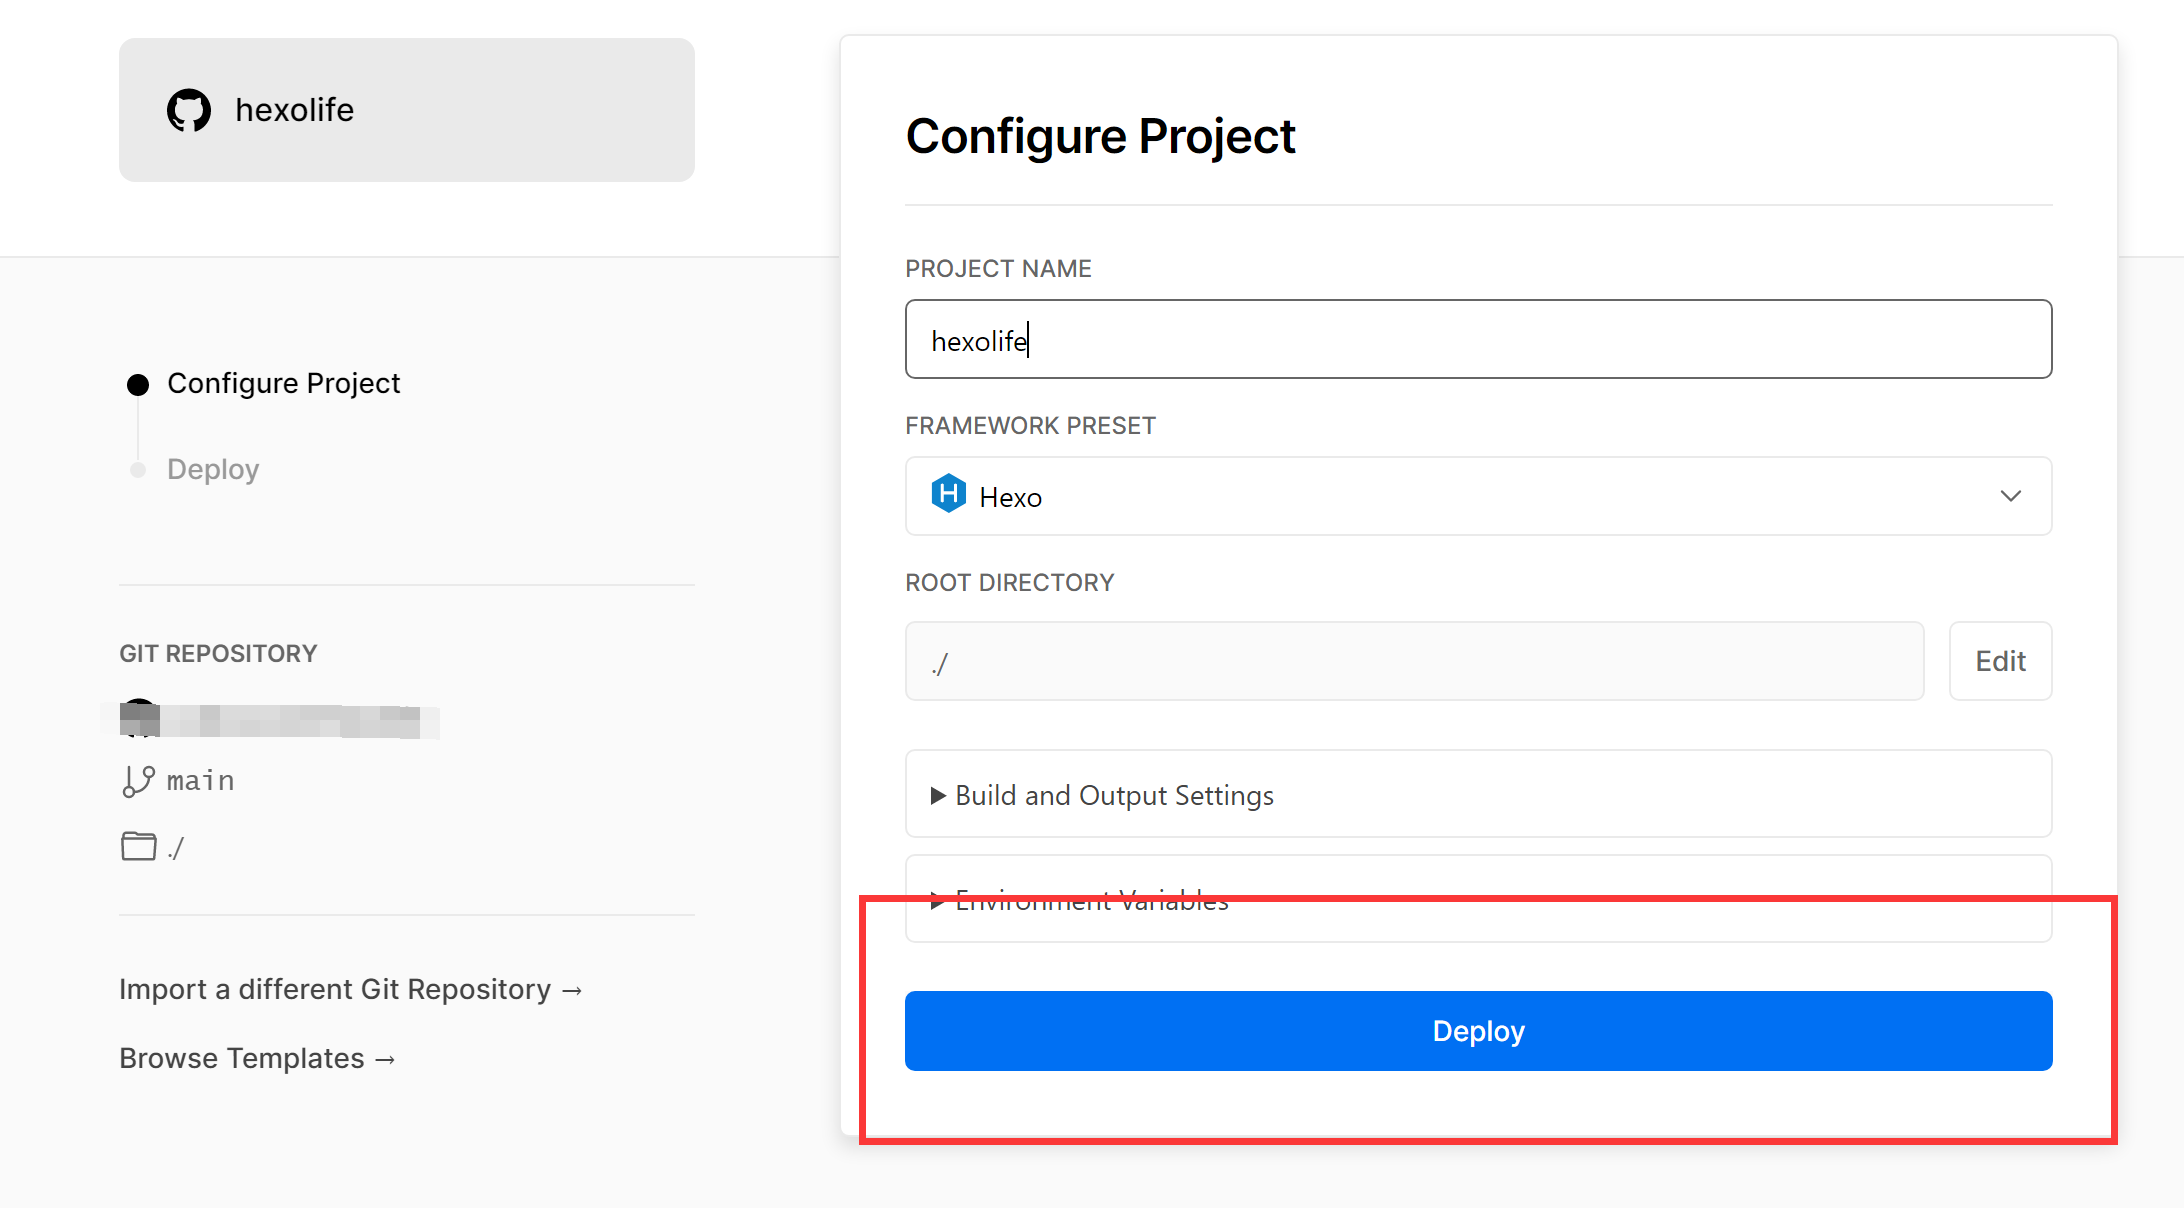 hexolife
Configure Project
Deploy
GIT REPOSITORY
main
./
Import a different Git Repository →
Browse Templates →
Configure Project
PROJECT NAME
hexolife
FRAMEWORK PRESET
Hexo
ROOT DIRECTORY
./
Edit
Build and Output Settings
Environment Variables
Deploy